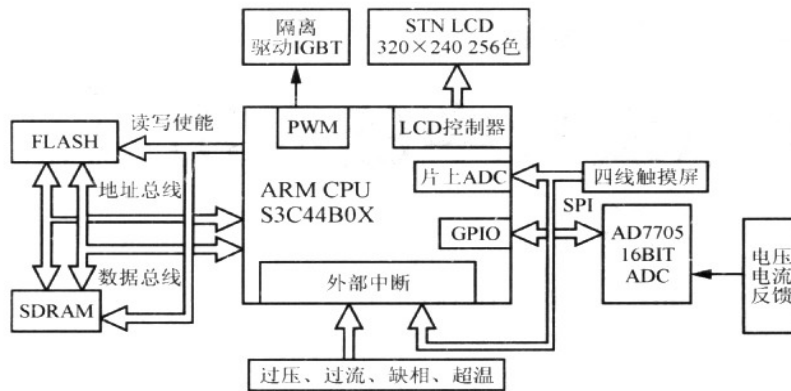 隔离
驱动IGBT
STN LCD
320×240 256色
读写使能
PWM
LCD控制器
FLASH
地址总线
ARM CPU
S3C44B0X
片上ADC
四线触摸屏
SPI
GPIO
AD7705
16BIT
ADC
电压
电流
反馈
数据总线
外部中断
SDRAM
过压、过流、缺相、超温